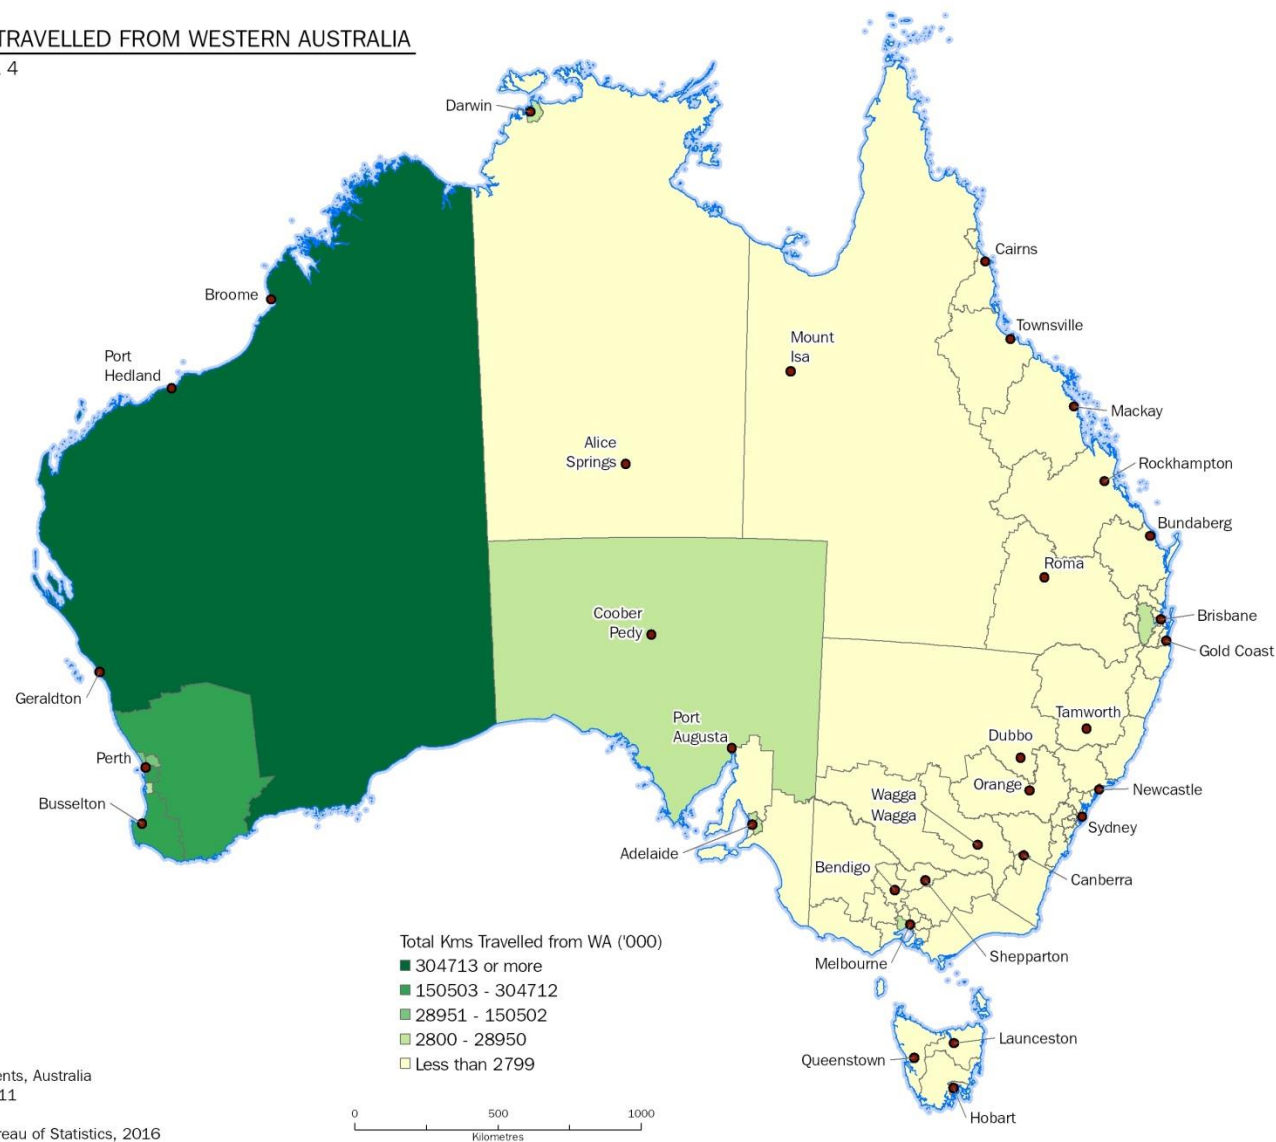 TRAVELLED FROM WESTERN AUSTRALIA
4
Darwin
Cairns
Broome
Townsville
Mount
Isa
Port
Hedland
Mackay
Alice
Springs
Rockhampton
Bundaberg
Roma
Coober
Pedy
Brisbane
Gold Coast
Geraldton
Port
Augusta
Tamworth
Dubbo
Perth
Orange
Newcastle
Wagga
Wagga
Busselton
Sydney
Adelaide
Bendigo
Canberra
Shepparton
Melbourne
Total Kms Travelled from WA ('000)
304713 or more
150503 - 304712
28951 - 150502
2800 - 28950
Less than 2799
Launceston
Queenstown
Hobart
ents, Australia
11
0 500 1000
Kilometres
reau of Statistics, 2016